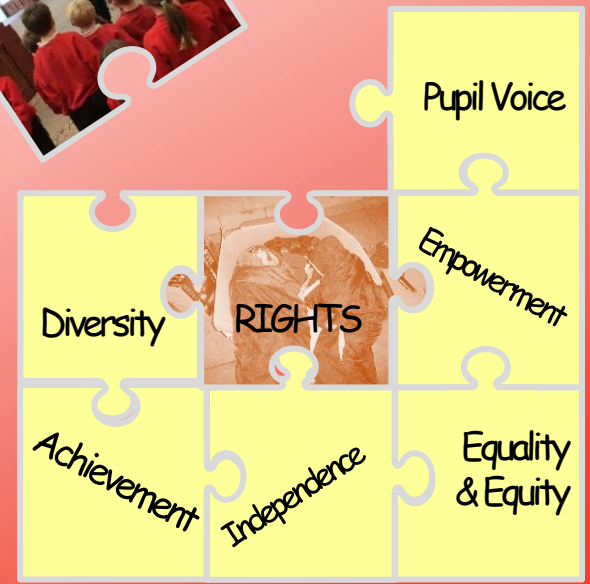 Pupil Voice
Diversity
RIGHTS
Empowerment
Achievement
Independence
Equality
& Equity